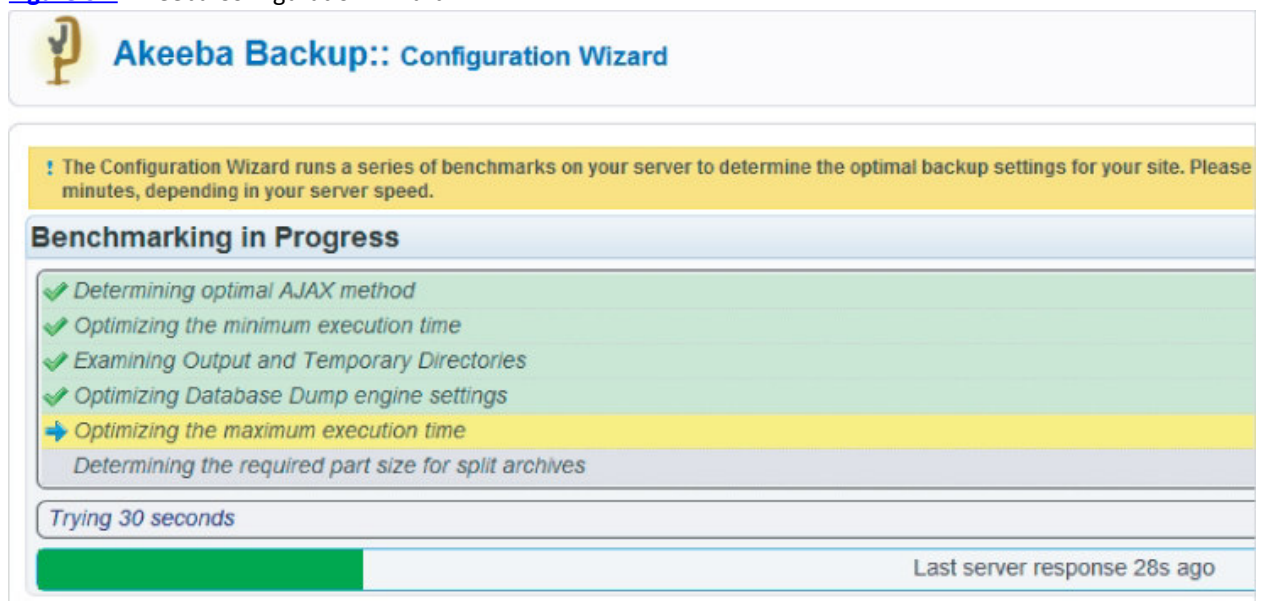 Akeeba Backup:: Configuration Wizard
! The Configuration Wizard runs a series of benchmarks on your server to determine the optimal backup settings for your site. Please
minutes, depending in your server speed.
Benchmarking in Progress
Determining optimal AJAX method
Optimizing the minimum execution time
Examining Output and Temporary Directories
Optimizing Database Dump engine settings
Optimizing the maximum execution time
Determining the required part size for split archives
Trying 30 seconds
Last server response 28s ago